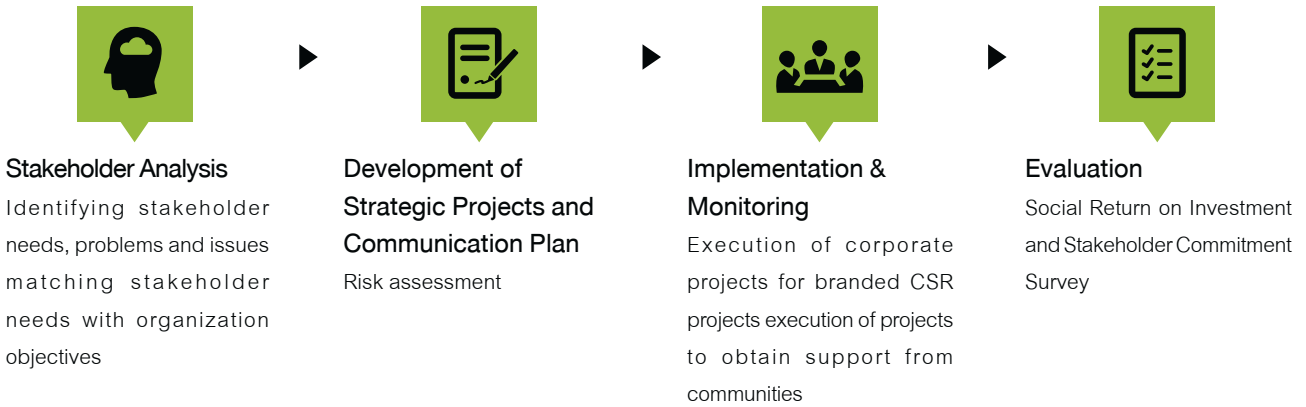 Stakeholder Analysis
Identifying stakeholder
needs, problems and issues
matching stakeholder
needs with organization
objectives
Development of
Strategic Projects and
Communication Plan
Risk assessment
Implementation &
Monitoring
Execution of corporate
projects for branded CSR
projects execution of projects
to obtain support from
communities
Evaluation
Social Return on Investment
and Stakeholder Commitment
Survey